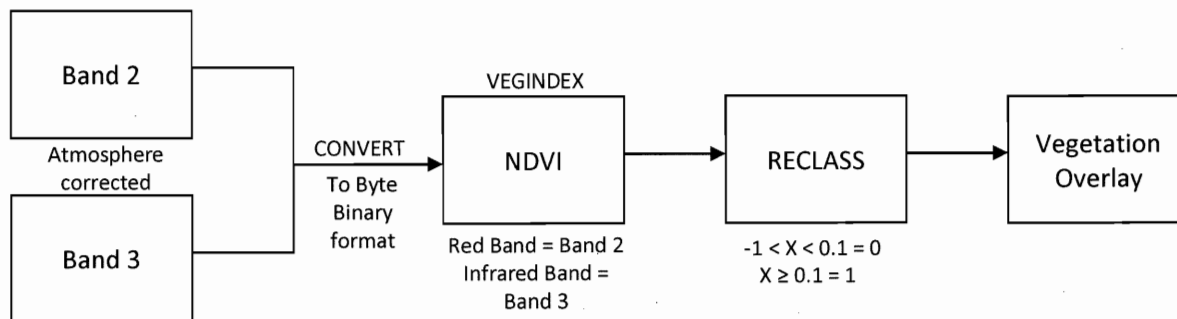 Band 2
Atmosphere
corrected
Band 3
CONVERT
To Byte
Binary
format
VEGINDEX
NDVI
Red Band = Band 2
Infrared Band =
Band 3
RECLASS
-1 < X < 0.1 = 0
X ≥ 0.1 = 1
Vegetation
Overlay